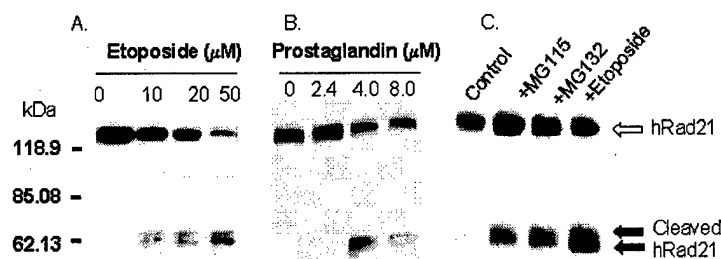 A.
Etoposide (µM)
0 10 20 50
kDa
118.9
85.08
62.13
B.
Prostaglandin (µM)
0 2.4 4.0 8.0
C.
Control
+MG115
+MG132
+Etoposide
hRad21
Cleaved
hRad21